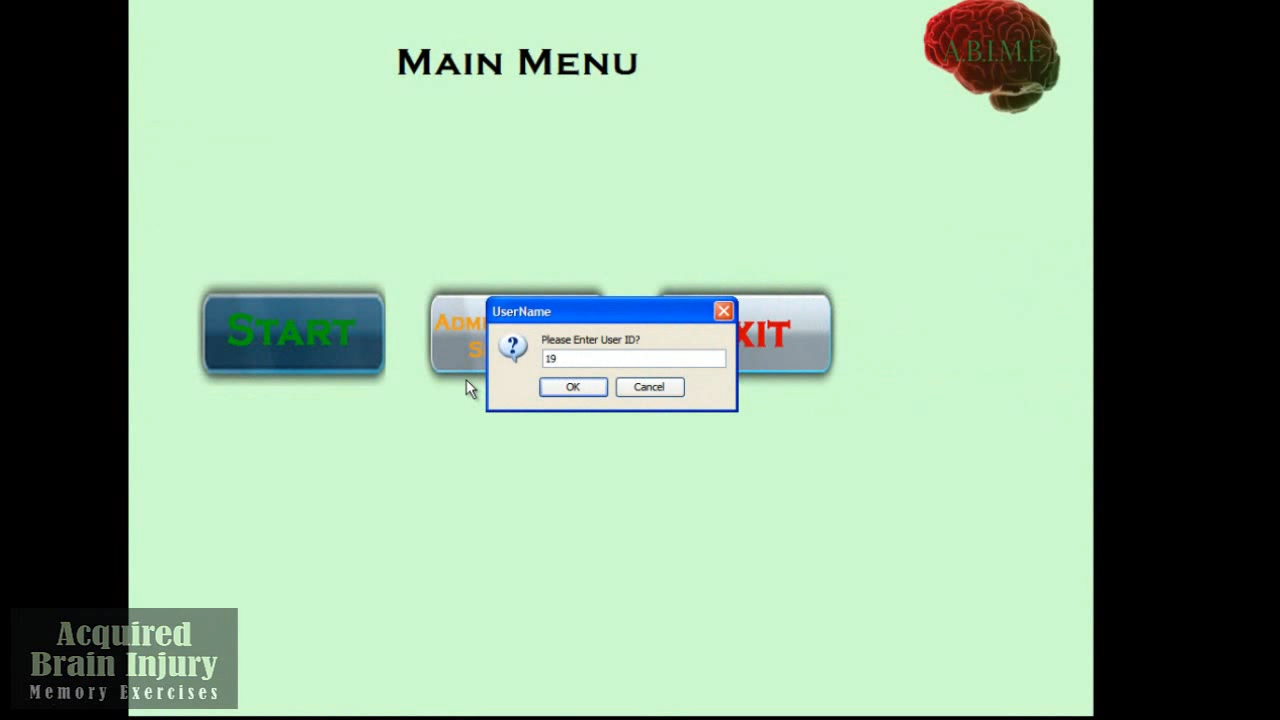 Main Menu
A.B.I.M.E
Start
UserName
Please Enter User ID?
19
OK
Cancel
Acquired
Brain Injury
Memory Exercises